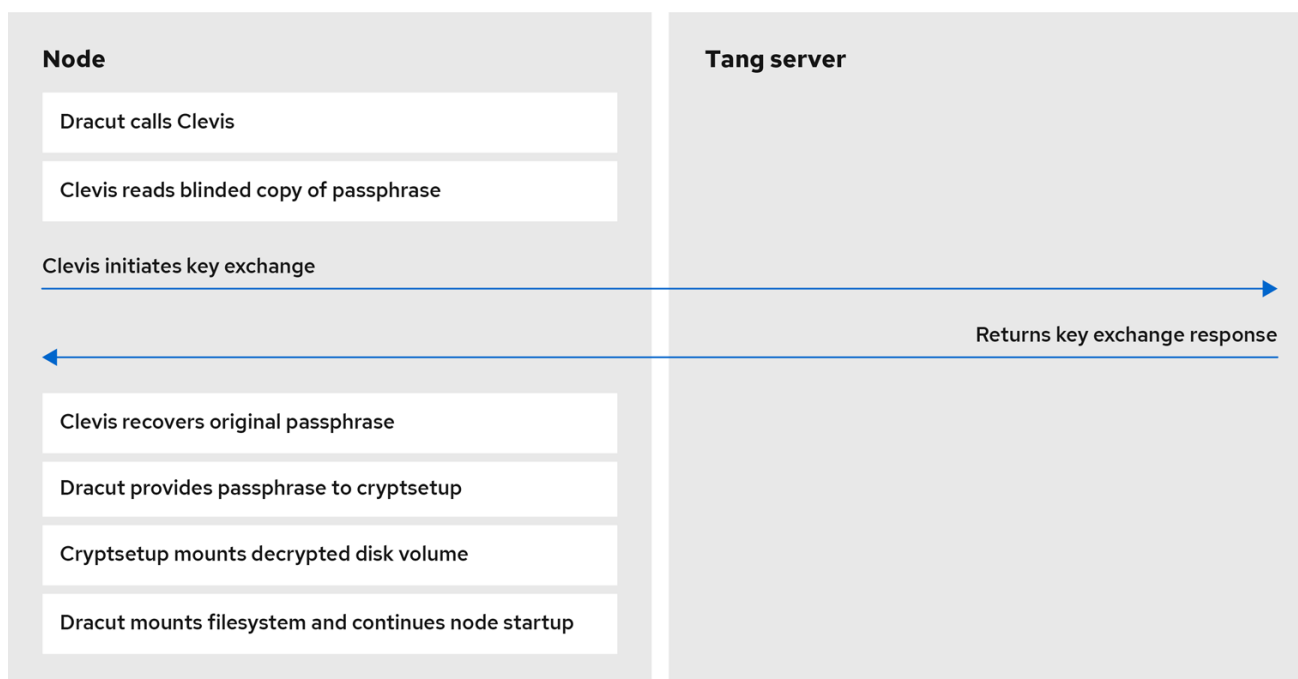 Node
Tang server
Dracut calls Clevis
Clevis reads blinded copy of passphrase
Clevis initiates key exchange
Returns key exchange response
Clevis recovers original passphrase
Dracut provides passphrase to cryptsetup
Cryptsetup mounts decrypted disk volume
Dracut mounts filesystem and continues node startup